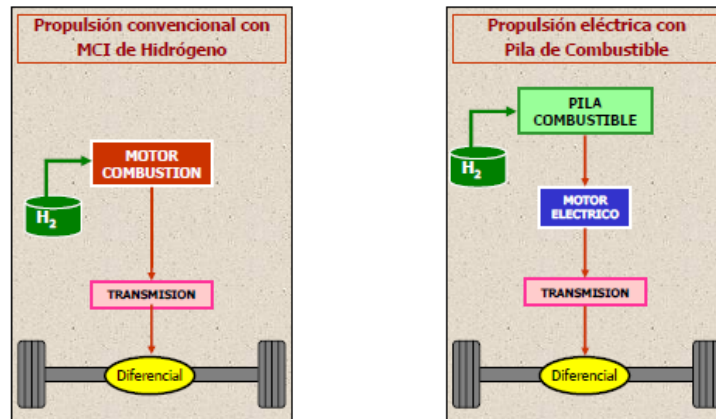 Propulsión convencional con
MCI de Hidrógeno
MOTOR
COMBUSTION
H₂
TRANSMISION
Diferencial
Propulsión eléctrica con
Pila de Combustible
PILA
COMBUSTIBLE
H₂
MOTOR
ELECTRICO
TRANSMISION
Diferencial